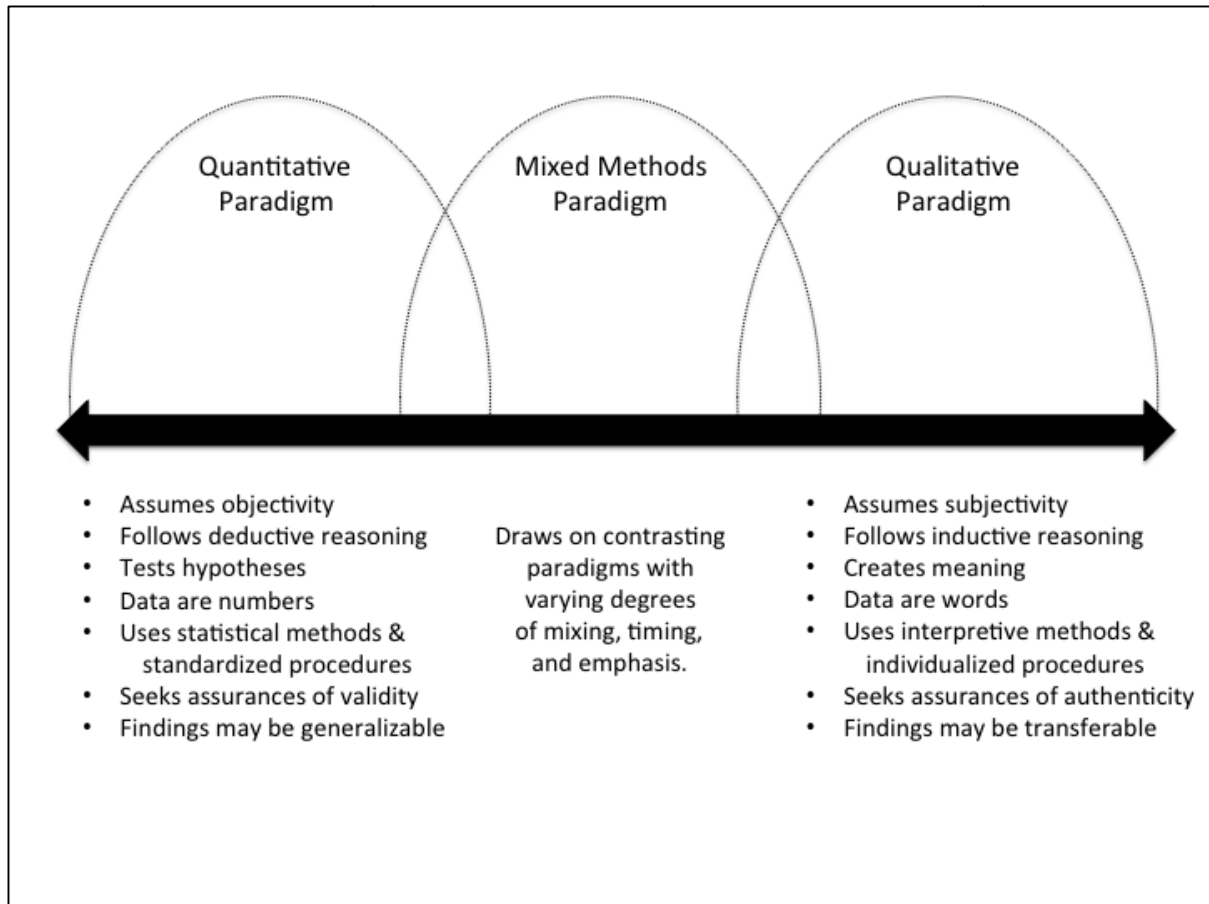 Quantitative
Paradigm
Mixed Methods
Paradigm
Qualitative
Paradigm
• Assumes objectivity
• Follows deductive reasoning
• Tests hypotheses
• Data are numbers
• Uses statistical methods &
standardized procedures
• Seeks assurances of validity
• Findings may be generalizable
Draws on contrasting
paradigms with
varying degrees
of mixing, timing,
and emphasis.
• Assumes subjectivity
• Follows inductive reasoning
• Creates meaning
• Data are words
• Uses interpretive methods &
individualized procedures
• Seeks assurances of authenticity
• Findings may be transferable